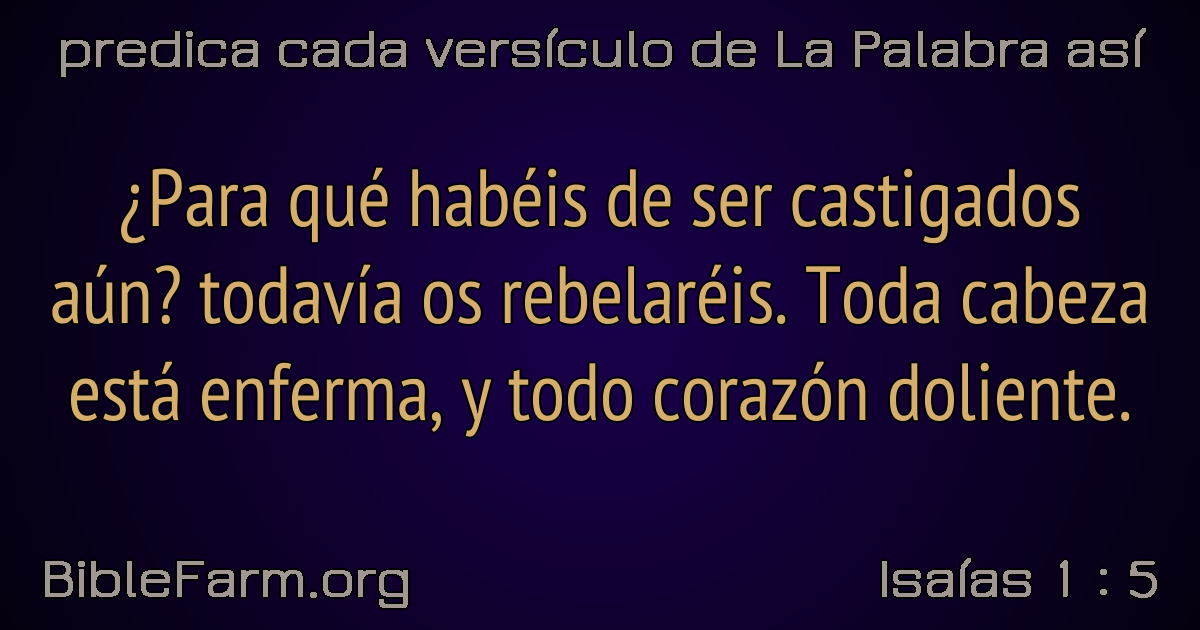 predica cada versículo de La Palabra así
¿Para qué habéis de ser castigados
aún? todavía os rebelaréis. Toda cabeza
está enferma, y todo corazón doliente.
BibleFarm.org
Isaías 1 : 5